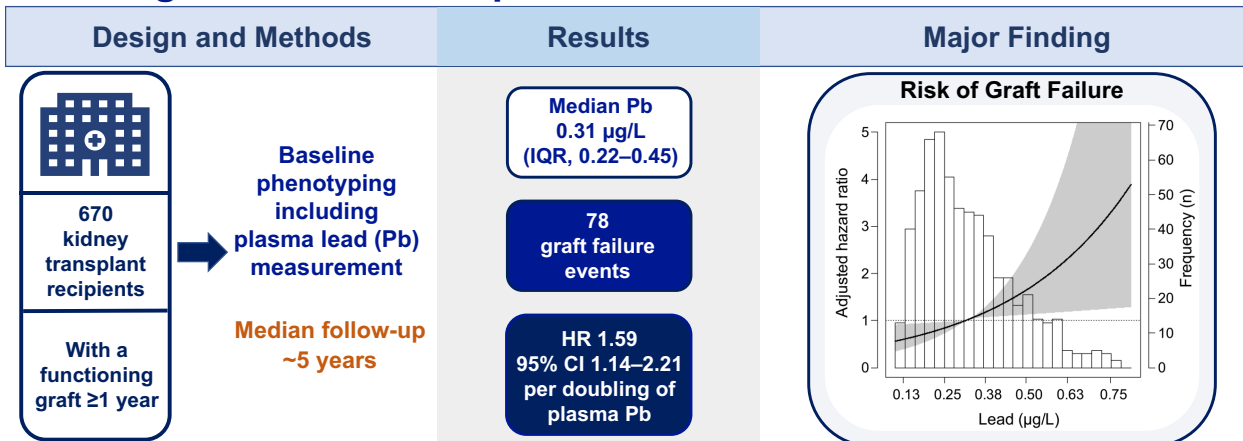 Design and Methods
Results
Major Finding
670
kidney
transplant
recipients
With a
functioning
graft ≥1 year
Baseline
phenotyping
including
plasma lead (Pb)
measurement
Median follow-up
~5 years
Median Pb
0.31 µg/L
(IQR, 0.22–0.45)
78
graft failure
events
HR 1.59
95% CI 1.14–2.21
per doubling of
plasma Pb
Risk of Graft Failure
Adjusted hazard ratio
5
4
3
2
1
0
70
60
50
40
30
20
10
0
Frequency (n)
0.13 0.25 0.38 0.50 0.63 0.75
Lead (µg/L)